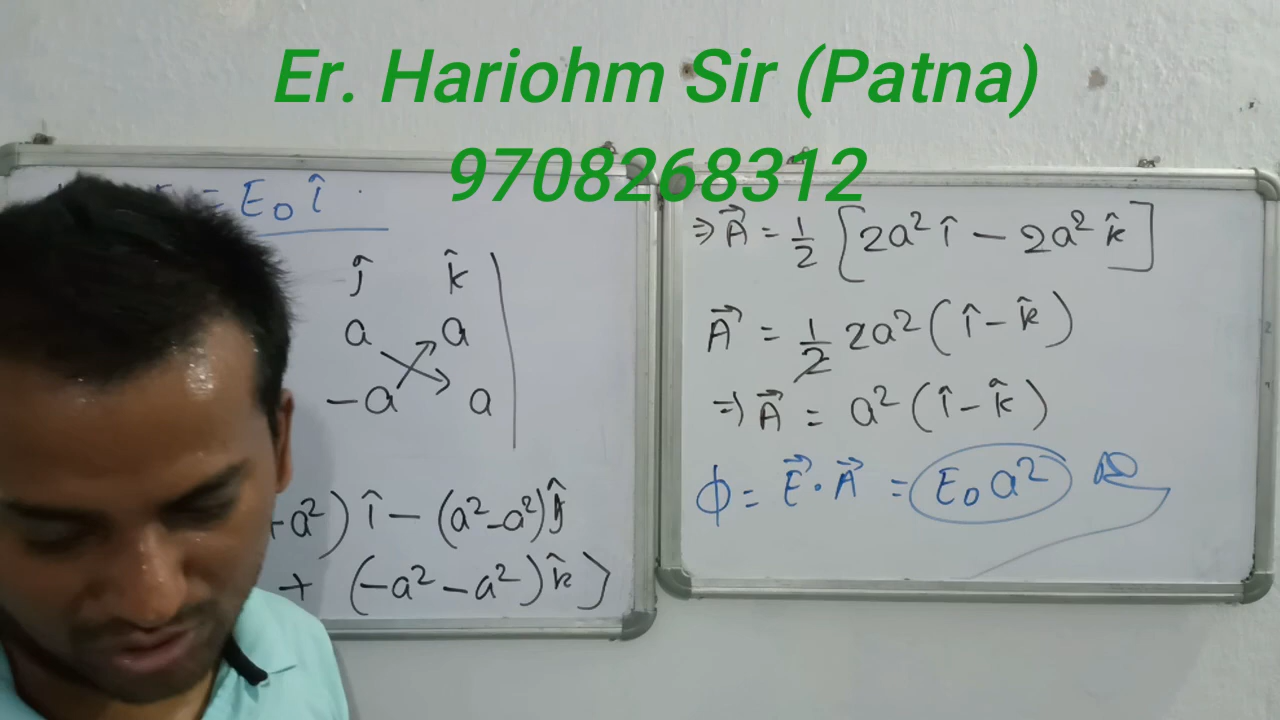 Er. Hariohm Sir (Patna)
9708268312
= E₀ î
ĵ k̂
a a
-a a
+a²) î - (a²-a²) ĵ
+ (-a² - a²) k̂]
⇒ A⃗ = 1/2 [2a² î - 2a² k̂]
A⃗ = 1/2 2a² (î - k̂)
⇒ A⃗ = a² (î - k̂)
ϕ = E⃗ · A⃗ = E₀ a²